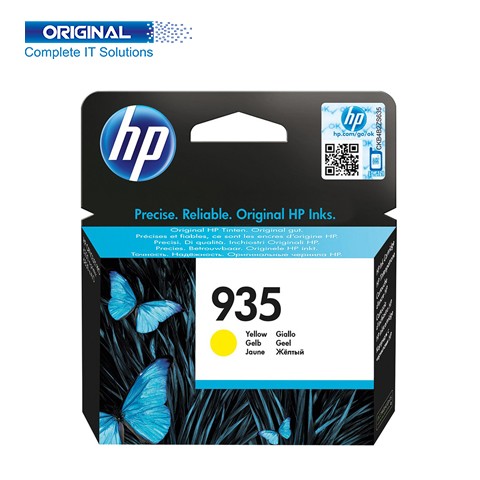 ORIGINAL
Complete IT Solutions
hp
hp
hp.com/go/ok
Precise. Reliable. Original HP Inks.
Original HP Tinten. Original gut.
Précises et fiables, ce sont les encres d'origine HP
Precisi. Di qualità. Inchiostri Originali HP
Precies. Betrouwbaar. Originele HP inkten.
935
Yellow Giallo
Gelb Geel
Jaune Жёлтый